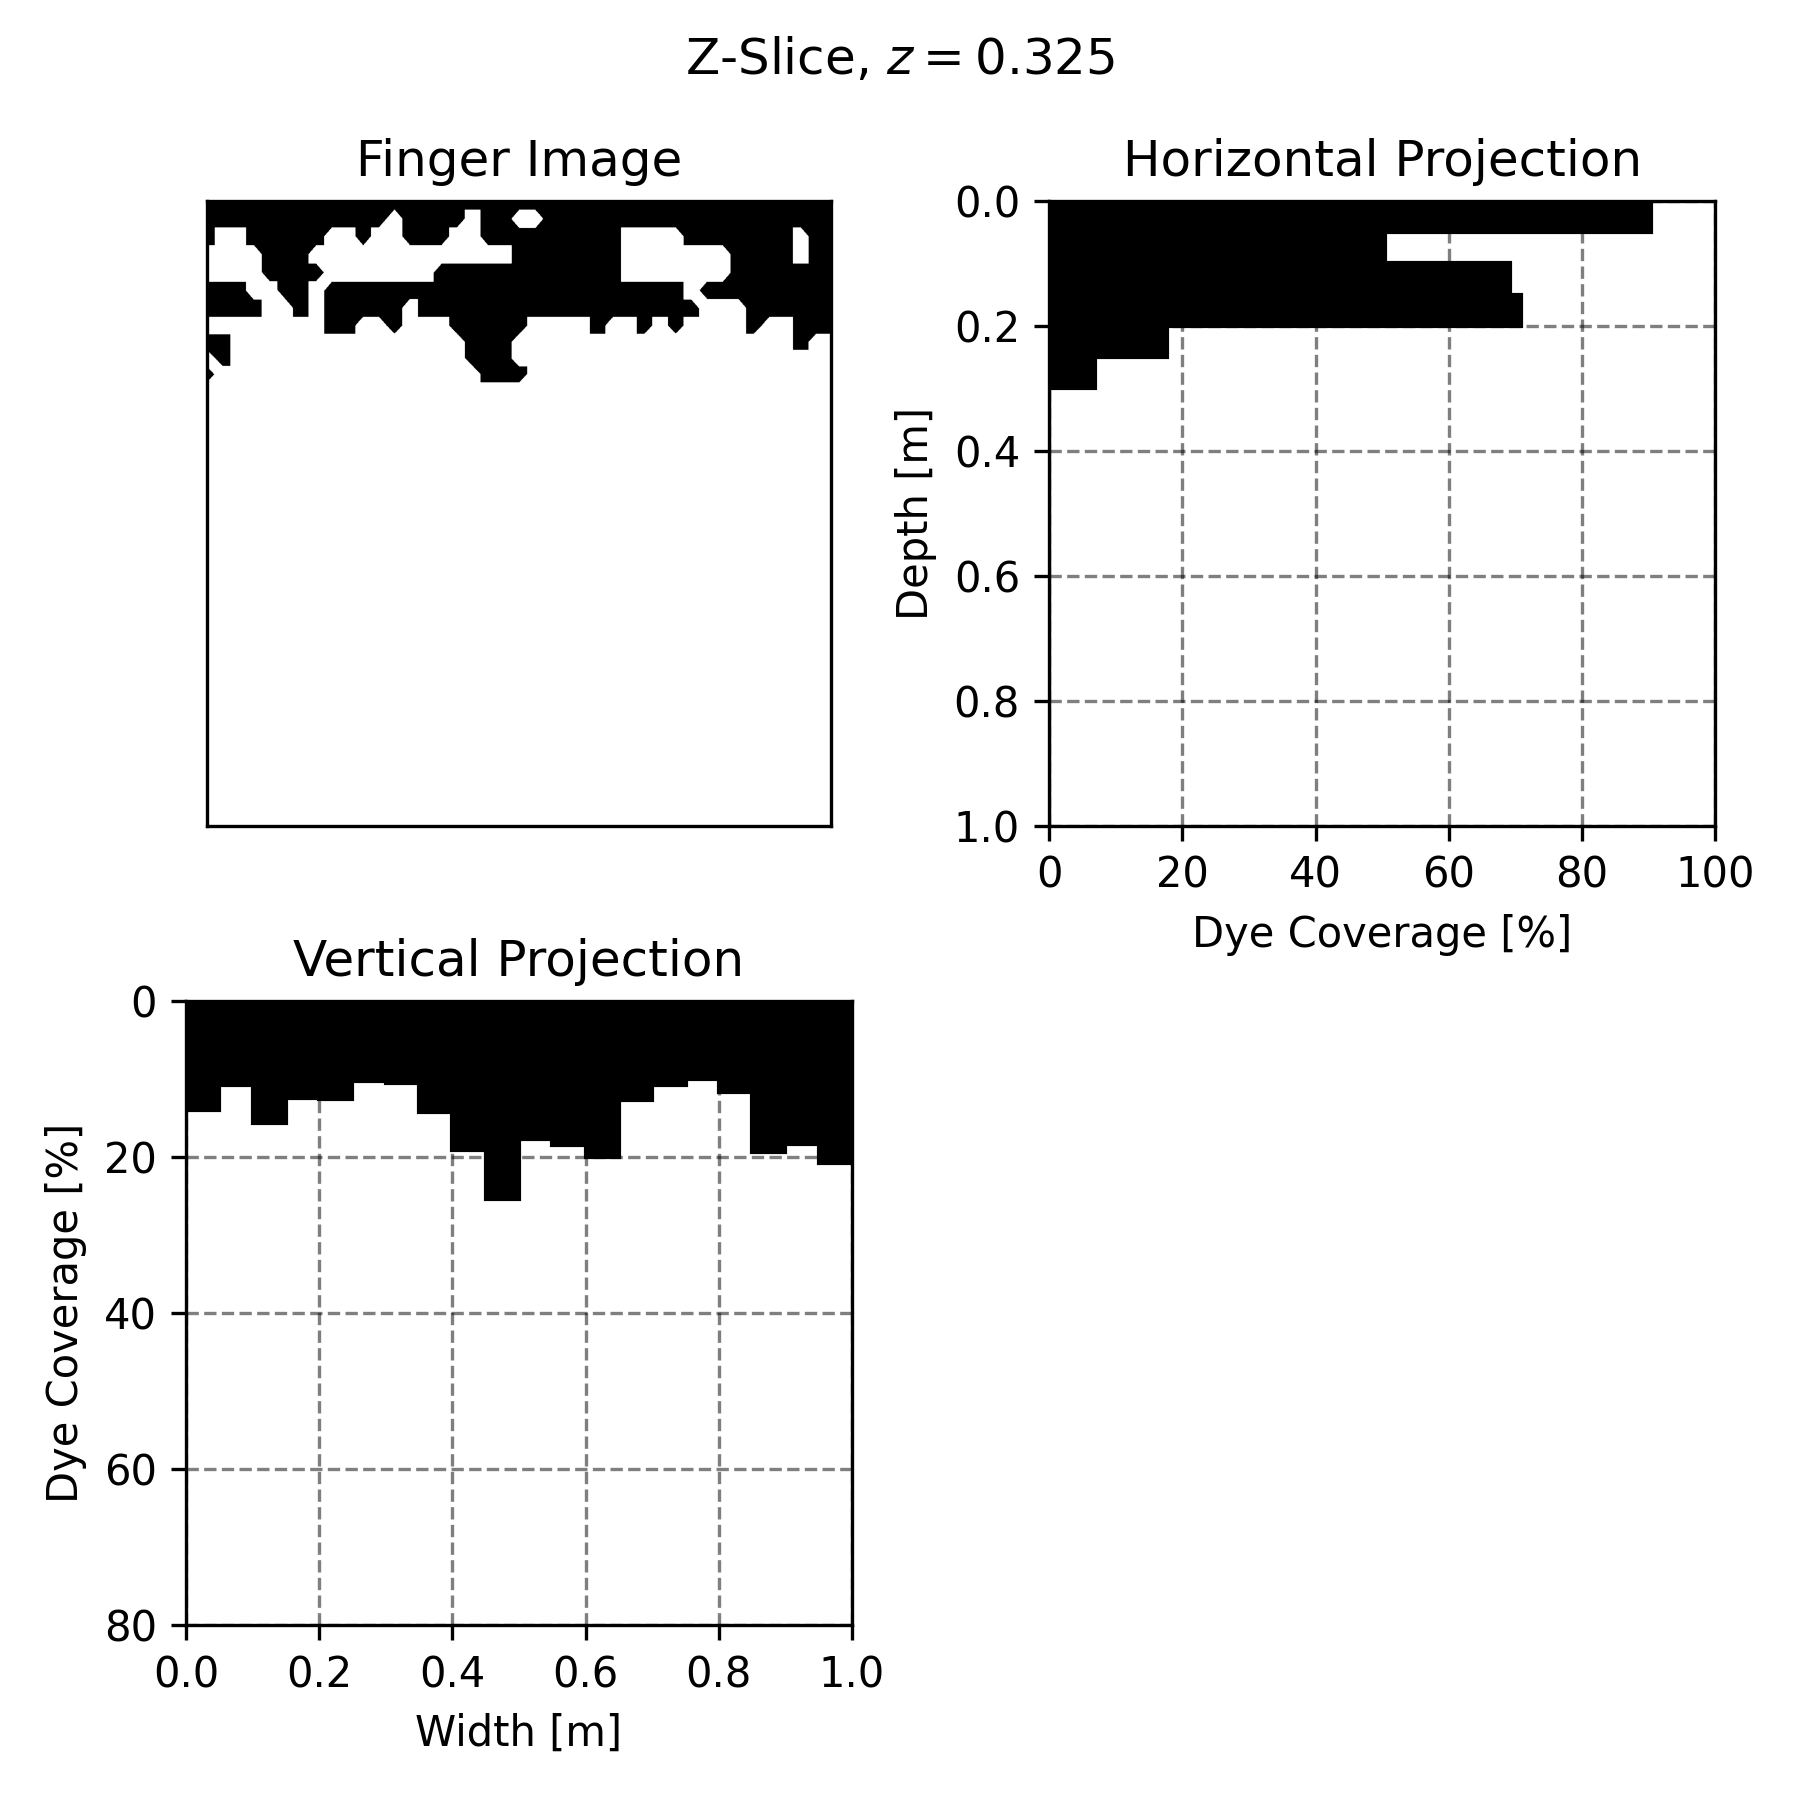 Z-Slice, z = 0.325
Finger Image
Horizontal Projection
0.0
0.2
0.4
0.6
0.8
1.0
Depth [m]
0 20 40 60 80 100
Dye Coverage [%]
Vertical Projection
0
20
40
60
80
Dye Coverage [%]
0.0 0.2 0.4 0.6 0.8 1.0
Width [m]